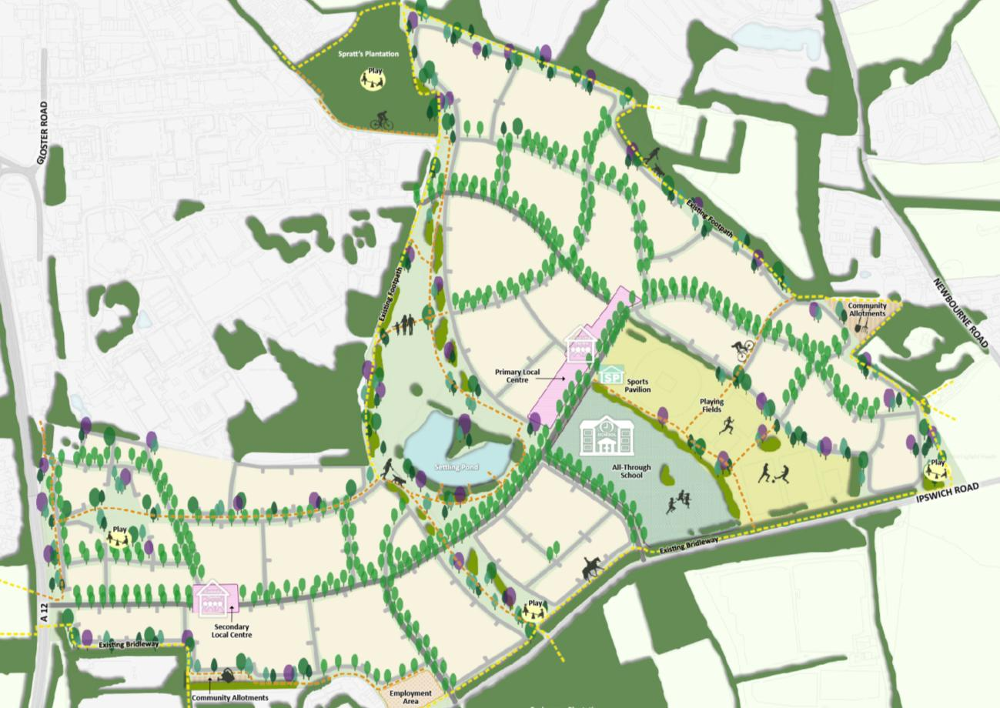 Spratt's Plantation
Play
GLOSTER ROAD
Existing Footpath
Existing Footpath
NEWBOURNE ROAD
Community
Allotments
Primary Local
Centre
SP
Sports
Pavilion
Playing
Fields
SCHOOL
All-Through
School
Settling Pond
Play
IPSWICH ROAD
Play
Existing Bridleway
Play
A 12
Secondary
Local Centre
Existing Bridleway
Community Allotments
Employment
Area